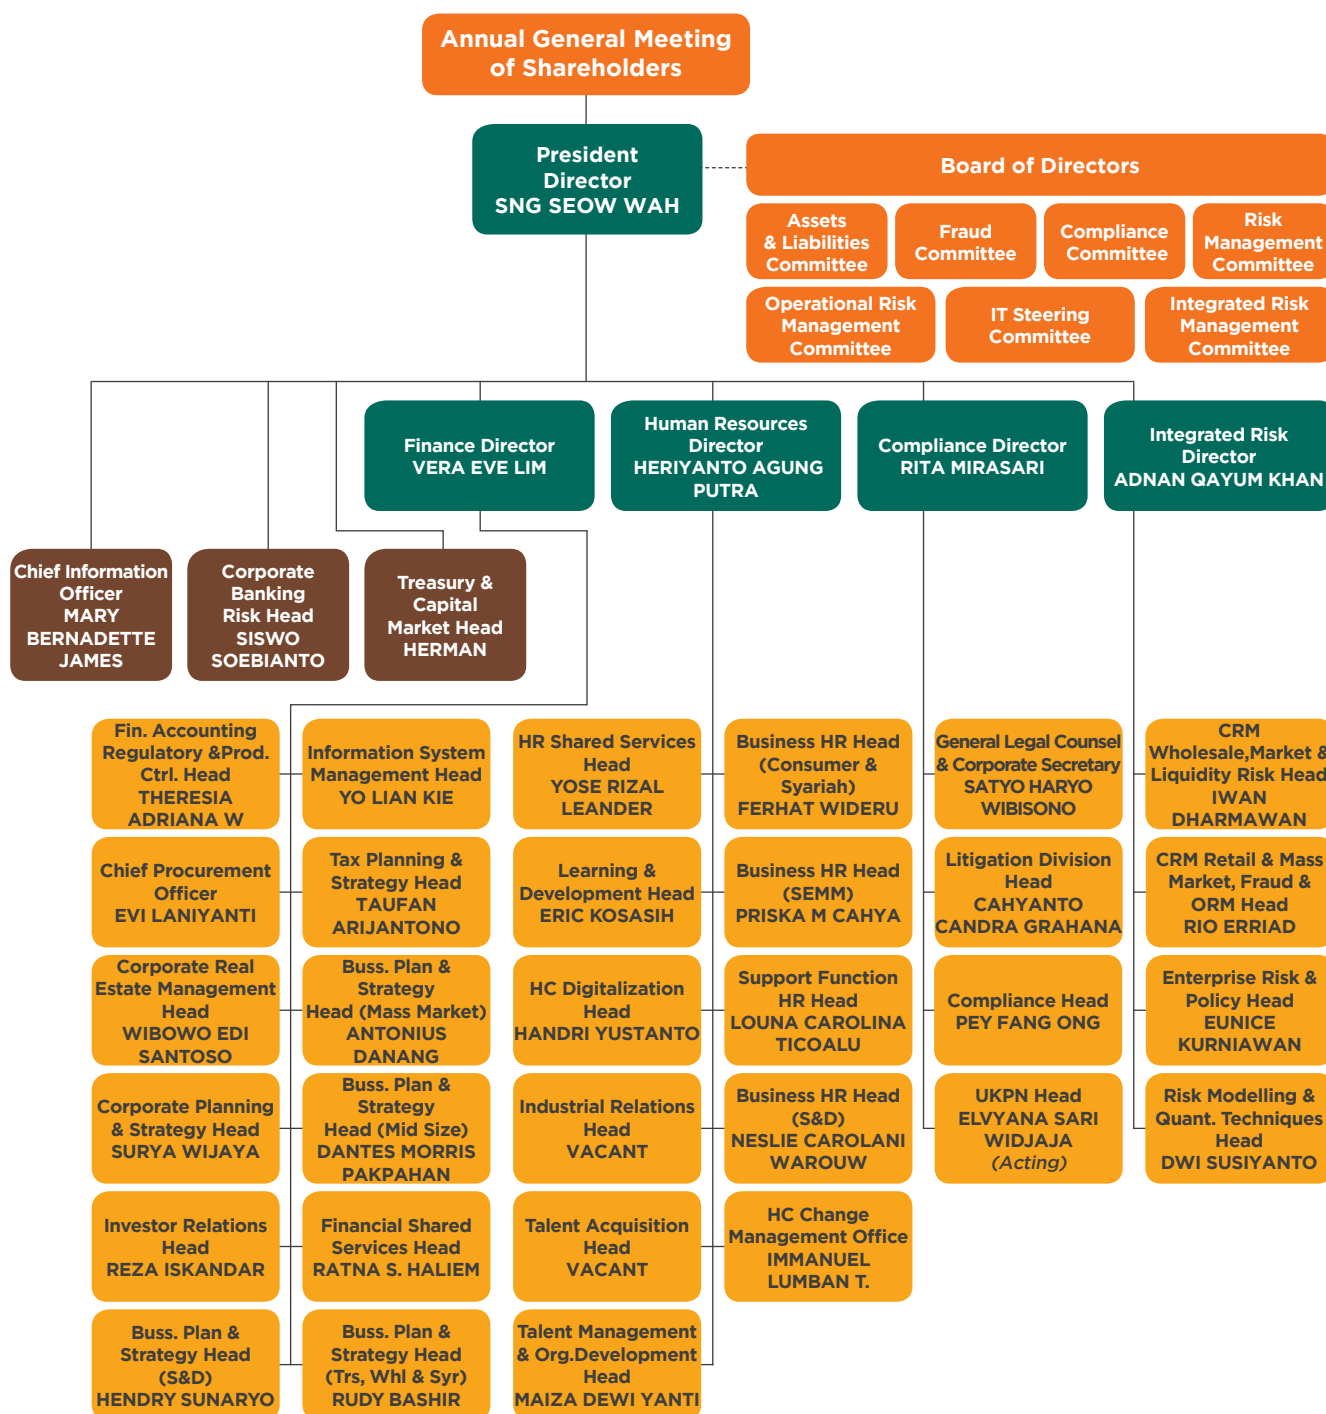 Annual General Meeting
of Shareholders
President
Director
SNG SEOW WAH
Board of Directors
Assets
& Liabilities
Committee
Fraud
Committee
Compliance
Committee
Risk
Management
Committee
Operational Risk
Management
Committee
IT Steering
Committee
Integrated Risk
Management
Committee
Finance Director
VERA EVE LIM
Human Resources
Director
HERIYANTO AGUNG
PUTRA
Compliance Director
RITA MIRASARI
Integrated Risk
Director
ADNAN QAYUM KHAN
Chief Information
Officer
MARY
BERNADETTE
JAMES
Corporate
Banking
Risk Head
SISWO
SOEBIANTO
Treasury &
Capital
Market Head
HERMAN
Fin. Accounting
Regulatory &Prod.
Ctrl. Head
THERESIA
ADRIANA W
Information System
Management Head
YO LIAN KIE
HR Shared Services
Head
YOSE RIZAL
LEANDER
Business HR Head
(Consumer &
Syariah)
FERHAT WIDERU
General Legal Counsel
& Corporate Secretary
SATYO HARYO
WIBISONO
CRM
Wholesale,Market &
Liquidity Risk Head
IWAN
DHARMAWAN
Chief Procurement
Officer
EVI LANIYANTI
Tax Planning &
Strategy Head
TAUFAN
ARIJANTONO
Learning &
Development Head
ERIC KOSASIH
Business HR Head
(SEMM)
PRISKA M CAHYA
Litigation Division
Head
CAHYANTO
CANDRA GRAHANA
CRM Retail & Mass
Market, Fraud &
ORM Head
RIO ERRIAD
Corporate Real
Estate Management
Head
WIBOWO EDI
SANTOSO
Buss. Plan &
Strategy
Head (Mass Market)
ANTONIUS
DANANG
HC Digitalization
Head
HANDRI YUSTANTO
Support Function
HR Head
LOUNA CAROLINA
TICOALU
Compliance Head
PEY FANG ONG
Enterprise Risk &
Policy Head
EUNICE
KURNIAWAN
Corporate Planning
& Strategy Head
SURYA WIJAYA
Buss. Plan &
Strategy
Head (Mid Size)
DANTES MORRIS
PAKPAHAN
Industrial Relations
Head
VACANT
Business HR Head
(S&D)
NESLIE CAROLANI
WAROUW
UKPN Head
ELVYANA SARI
WIDJAJA
(Acting)
Risk Modelling &
Quant. Techniques
Head
DWI SUSIYANTO
Investor Relations
Head
REZA ISKANDAR
Financial Shared
Services Head
RATNA S. HALIEM
Talent Acquisition
Head
VACANT
HC Change
Management Office
IMMANUEL
LUMBAN T.
Buss. Plan &
Strategy Head
(S&D)
HENDRY SUNARYO
Buss. Plan &
Strategy Head
(Trs, Whl & Syr)
RUDY BASHIR
Talent Management
& Org.Development
Head
MAIZA DEWI YANTI